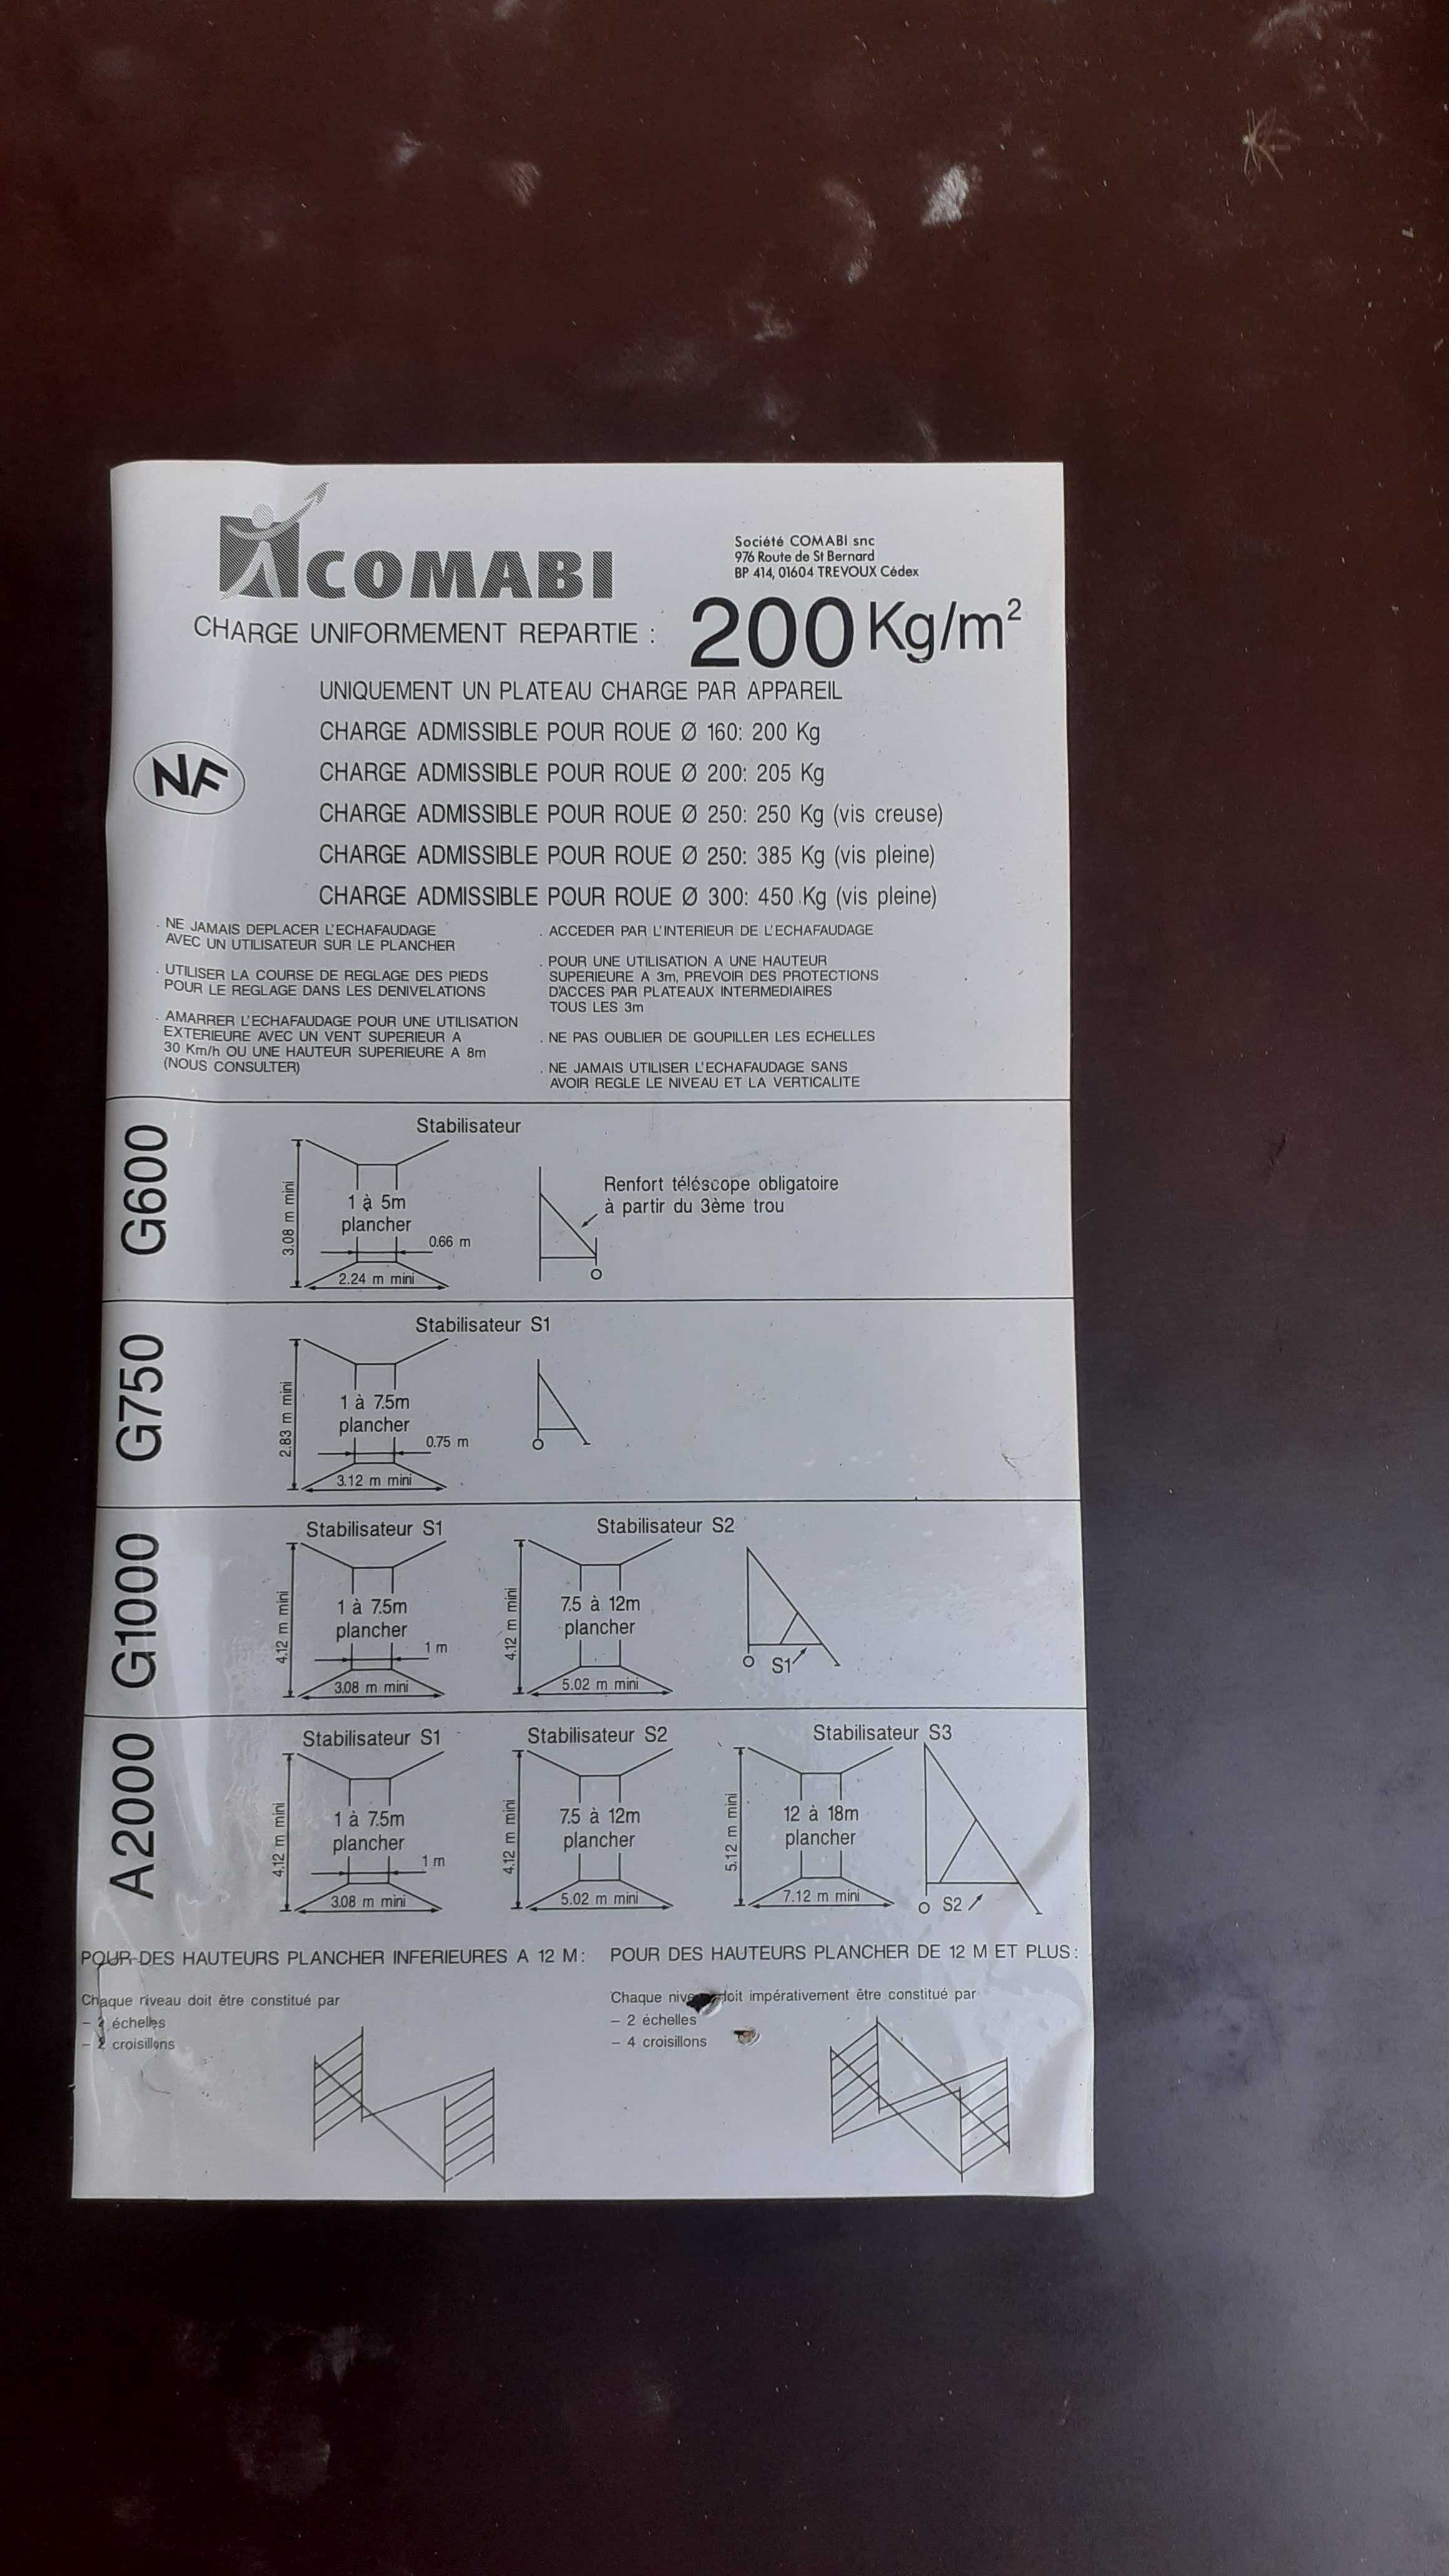 COMABI
Société COMABI snc
976 Route de St Bernard
BP 414, 01604 TREVOUX Cédex
CHARGE UNIFORMEMENT REPARTIE : 200 Kg/m²
UNIQUEMENT UN PLATEAU CHARGE PAR APPAREIL
NF
CHARGE ADMISSIBLE POUR ROUE Ø 160: 200 Kg
CHARGE ADMISSIBLE POUR ROUE Ø 200: 205 Kg
CHARGE ADMISSIBLE POUR ROUE Ø 250: 250 Kg (vis creuse)
CHARGE ADMISSIBLE POUR ROUE Ø 250: 385 Kg (vis pleine)
CHARGE ADMISSIBLE POUR ROUE Ø 300: 450 Kg (vis pleine)
. NE JAMAIS DEPLACER L'ECHAFAUDAGE
AVEC UN UTILISATEUR SUR LE PLANCHER
. UTILISER LA COURSE DE REGLAGE DES PIEDS
POUR LE REGLAGE DANS LES DENIVELATIONS
. AMARRER L'ECHAFAUDAGE POUR UNE UTILISATION
EXTERIEURE AVEC UN VENT SUPERIEUR A
30 Km/h OU UNE HAUTEUR SUPERIEURE A 8m
(NOUS CONSULTER)
. ACCEDER PAR L'INTERIEUR DE L'ECHAFAUDAGE
. POUR UNE UTILISATION A UNE HAUTEUR
SUPERIEURE A 3m, PREVOIR DES PROTECTIONS
D'ACCES PAR PLATEAUX INTERMEDIAIRES
TOUS LES 3m
. NE PAS OUBLIER DE GOUPILLER LES ECHELLES
. NE JAMAIS UTILISER L'ECHAFAUDAGE SANS
AVOIR REGLE LE NIVEAU ET LA VERTICALITE
G600
Stabilisateur
3.08 m mini
1 à 5m
plancher
0.66 m
2.24 m mini
Renfort téléscope obligatoire
à partir du 3ème trou
G750
Stabilisateur S1
2.83 m mini
1 à 7.5m
plancher
0.75 m
3.12 m mini
G1000
Stabilisateur S1
4.12 m mini
1 à 7.5m
plancher
1 m
3.08 m mini
Stabilisateur S2
4.12 m mini
7.5 à 12m
plancher
5.02 m mini
S1
A2000
Stabilisateur S1
4.12 m mini
1 à 7.5m
plancher
1 m
3.08 m mini
Stabilisateur S2
4.12 m mini
7.5 à 12m
plancher
5.02 m mini
Stabilisateur S3
5.12 m mini
12 à 18m
plancher
7.12 m mini
S2
POUR DES HAUTEURS PLANCHER INFERIEURES A 12 M :
Chaque niveau doit être constitué par
– 2 échelles
– 2 croisillons
POUR DES HAUTEURS PLANCHER DE 12 M ET PLUS :
Chaque doit impérativement être constitué par
– 2 échelles
– 4 croisillons